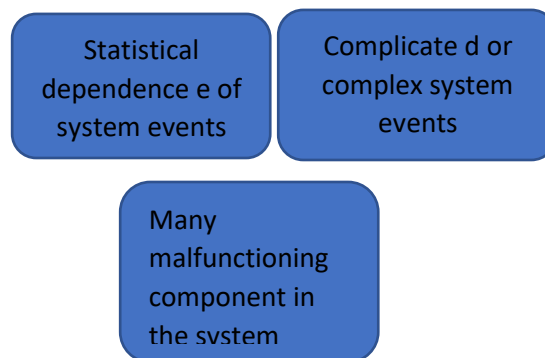 Statistical
dependence e of
system events
Complicate d or
complex system
events
Many
malfunctioning
component in
the system